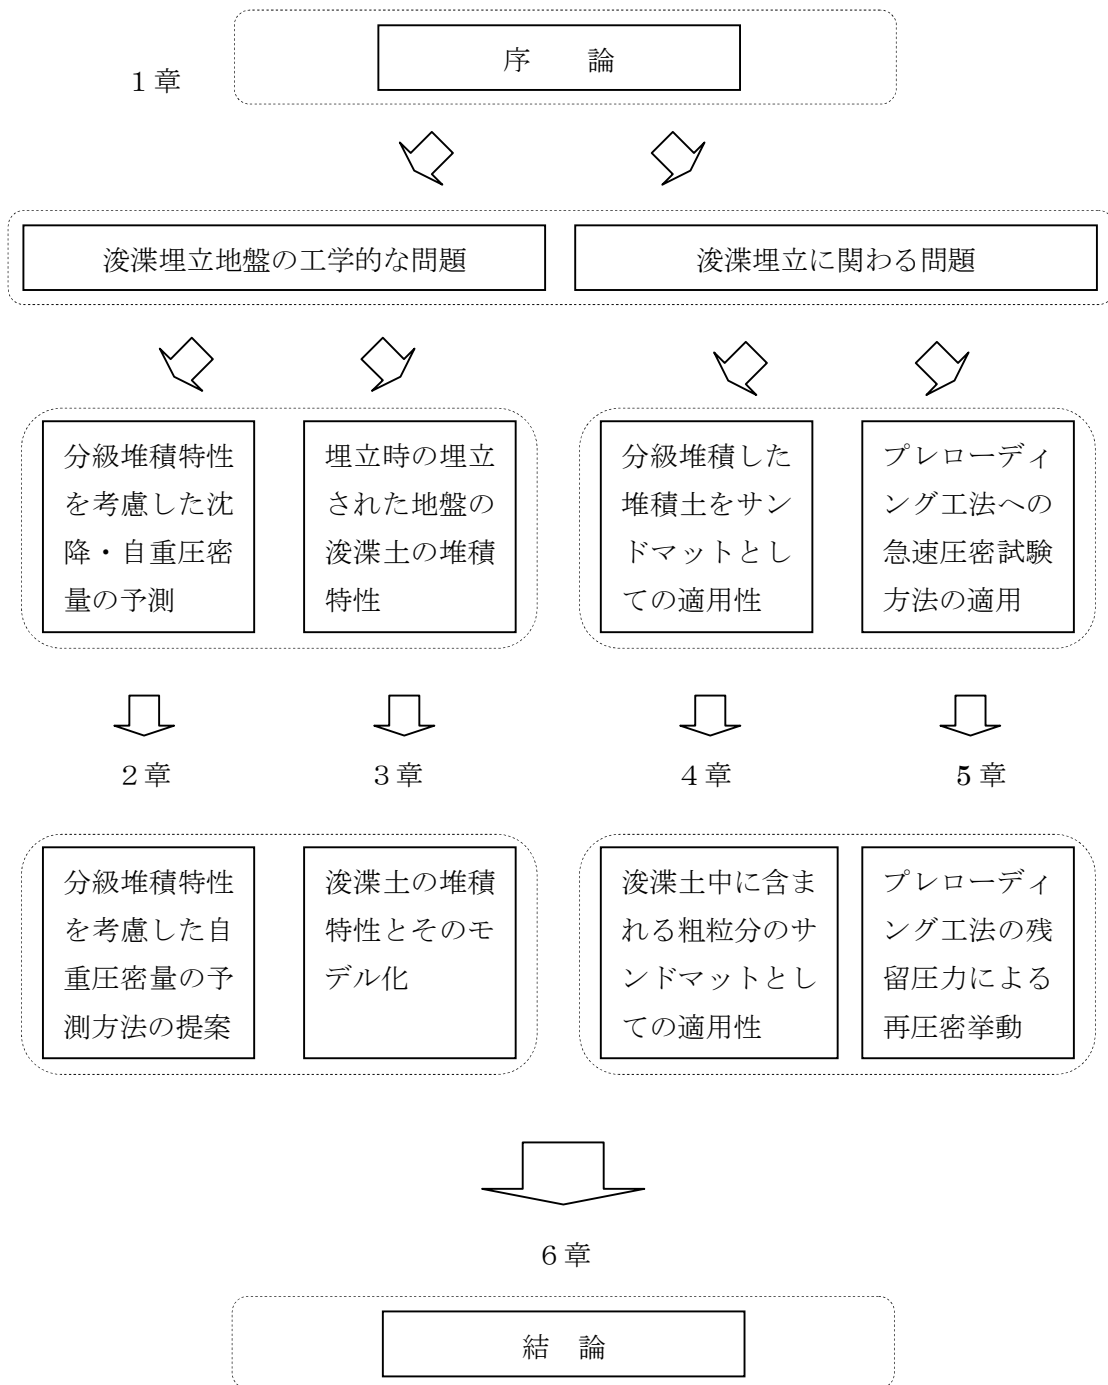 序　論
１章
浚渫埋立地盤の工学的な問題
浚渫埋立に関わる問題
分級堆積特性
を考慮した沈
降・自重圧密
量の予測
埋立時の埋立
された地盤の
浚渫土の堆積
特性
分級堆積した
堆積土をサン
ドマットとし
ての適用性
プレローディ
ング工法への
急速圧密試験
方法の適用
２章
３章
４章
５章
分級堆積特性
を考慮した自
重圧密量の予
測方法の提案
浚渫土の堆積
特性とそのモ
デル化
浚渫土中に含ま
れる粗粒分のサ
ンドマットとし
ての適用性
プレローディ
ング工法の残
留圧力による
再圧密挙動
６章
結　論